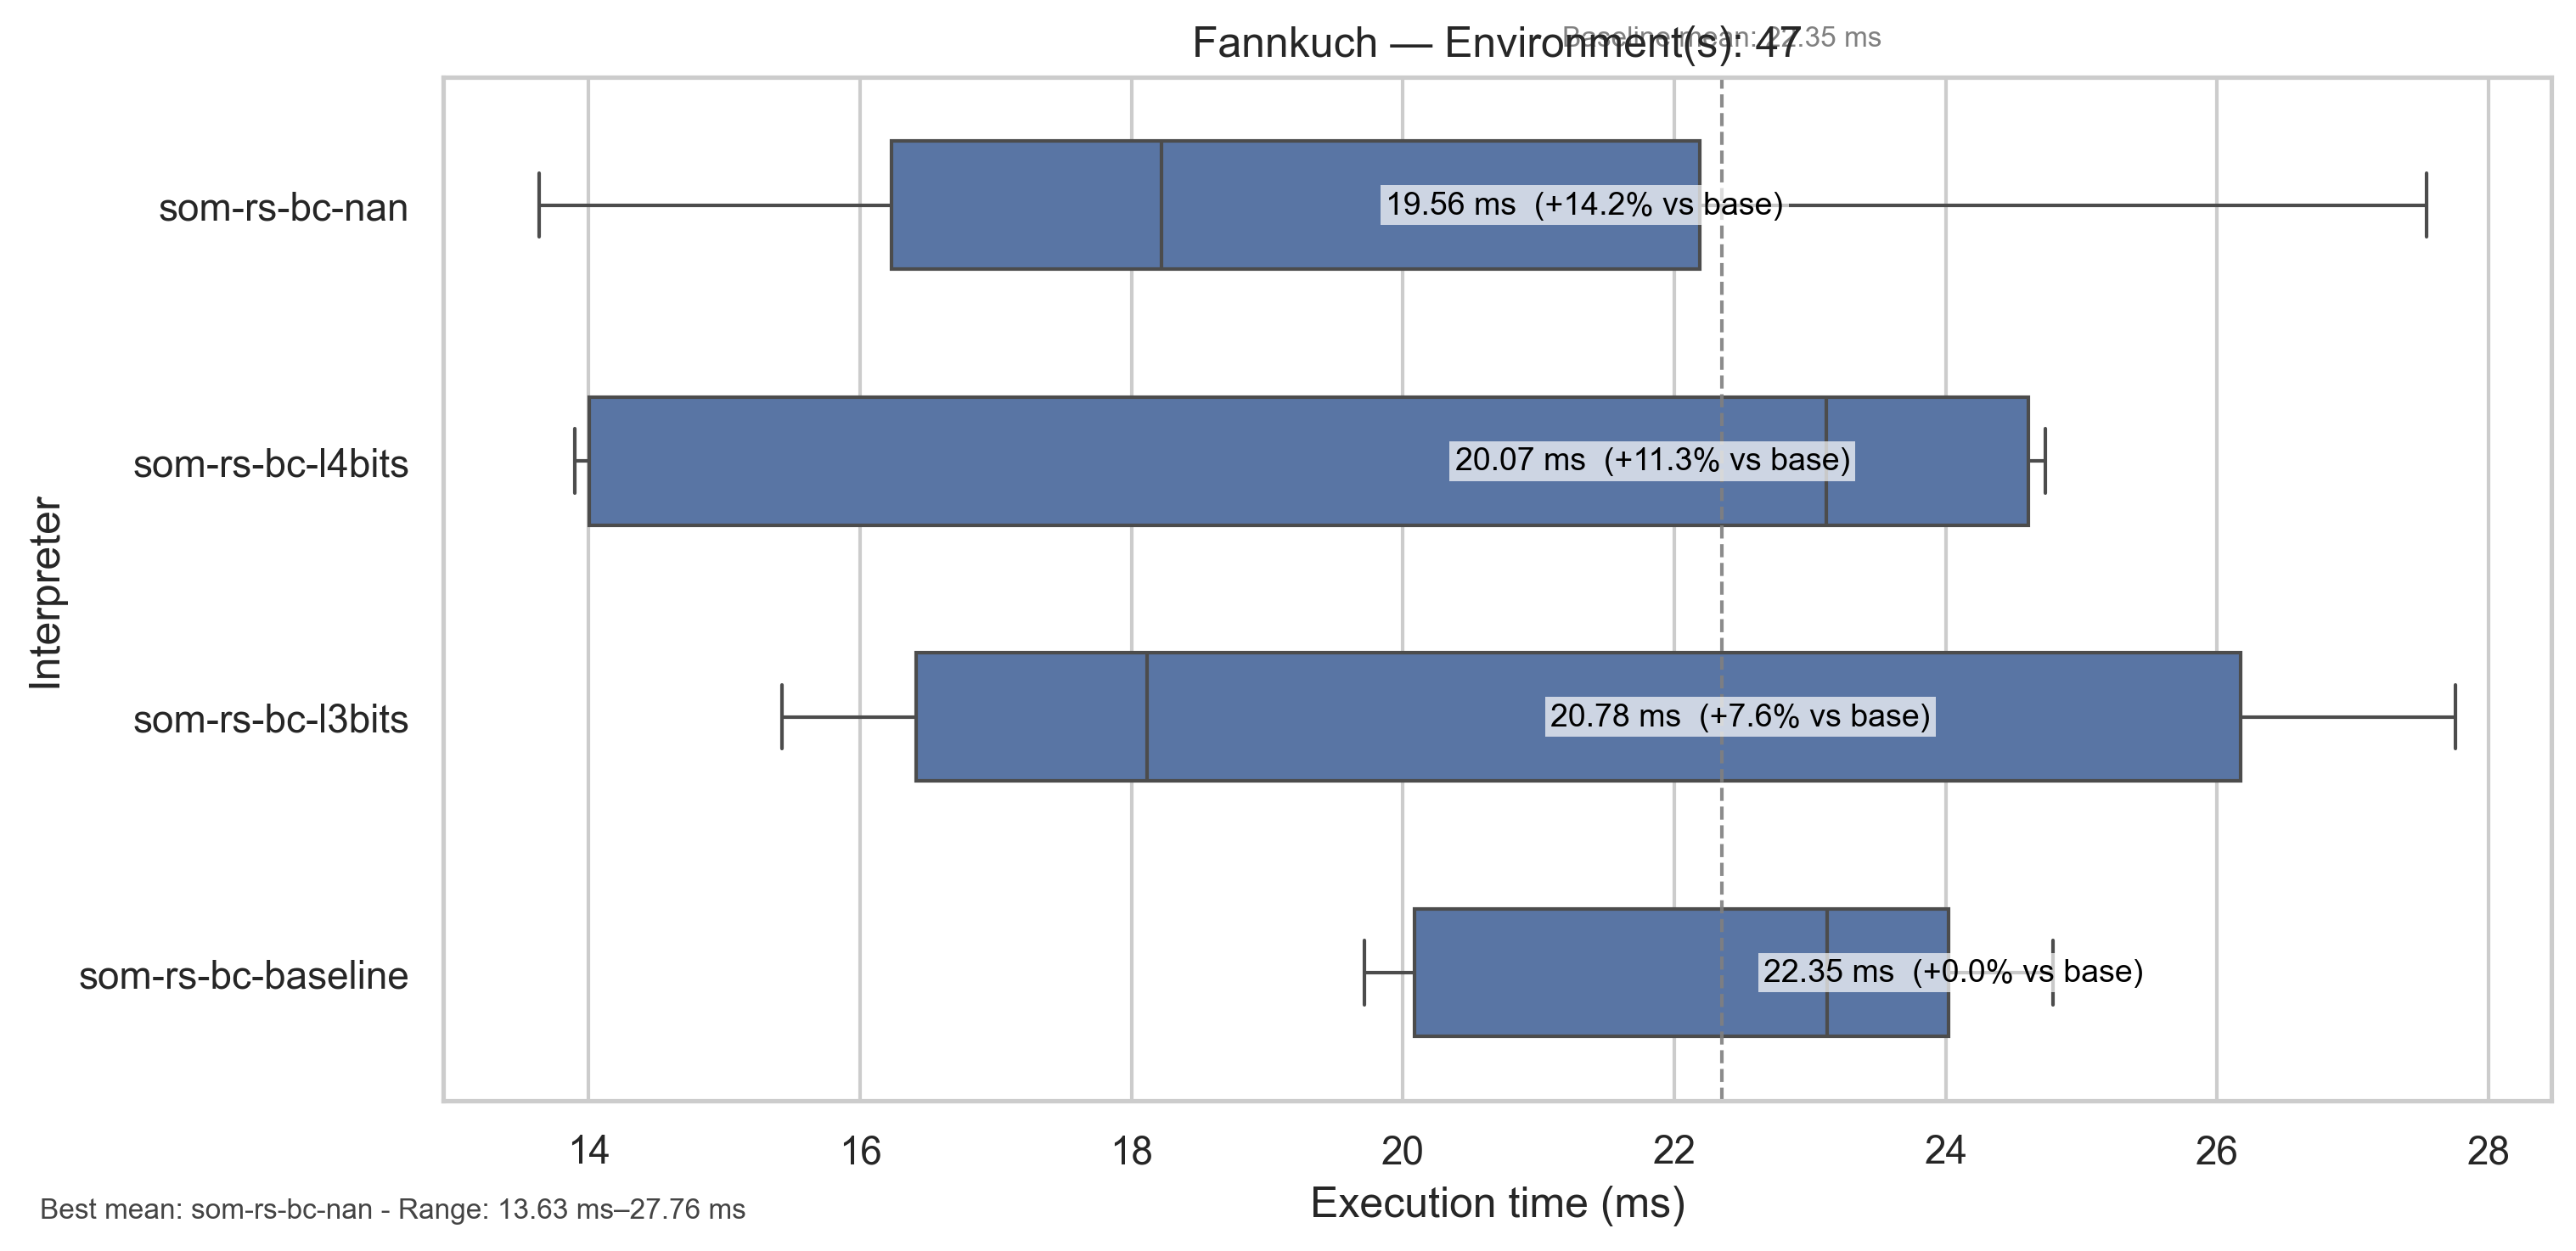 Fannkuch — Environment(s): 47
Baseline mean: 22.35 ms
som-rs-bc-nan
19.56 ms (+14.2% vs base)
som-rs-bc-l4bits
20.07 ms (+11.3% vs base)
som-rs-bc-l3bits
20.78 ms (+7.6% vs base)
som-rs-bc-baseline
22.35 ms (+0.0% vs base)
Interpreter
14 16 18 20 22 24 26 28
Execution time (ms)
Best mean: som-rs-bc-nan - Range: 13.63 ms–27.76 ms